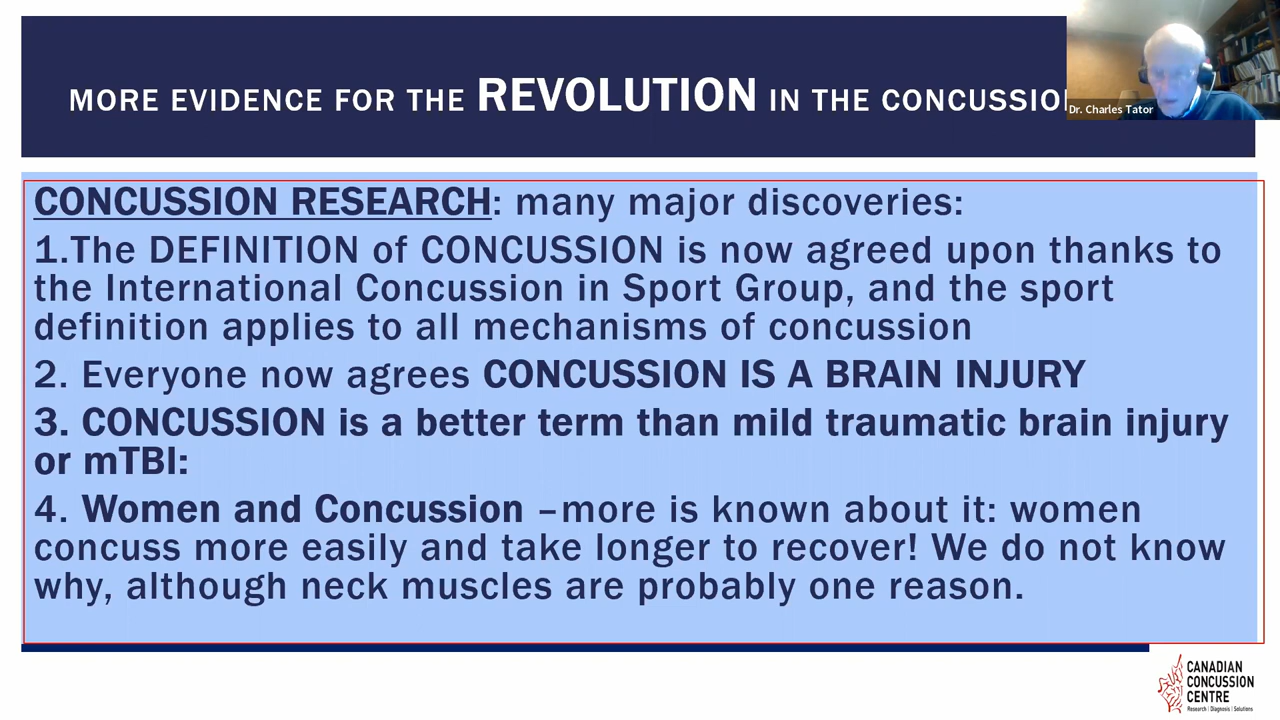 MORE EVIDENCE FOR THE REVOLUTION IN THE CONCUSSIO
Dr. Charles Tator
CONCUSSION RESEARCH: many major discoveries:
1.The DEFINITION of CONCUSSION is now agreed upon thanks to
the International Concussion in Sport Group, and the sport
definition applies to all mechanisms of concussion
2. Everyone now agrees CONCUSSION IS A BRAIN INJURY
3. CONCUSSION is a better term than mild traumatic brain injury
or mTBI:
4. Women and Concussion –more is known about it: women
concuss more easily and take longer to recover! We do not know
why, although neck muscles are probably one reason.
CANADIAN
CONCUSSION
CENTRE
Research | Diagnosis | Solutions